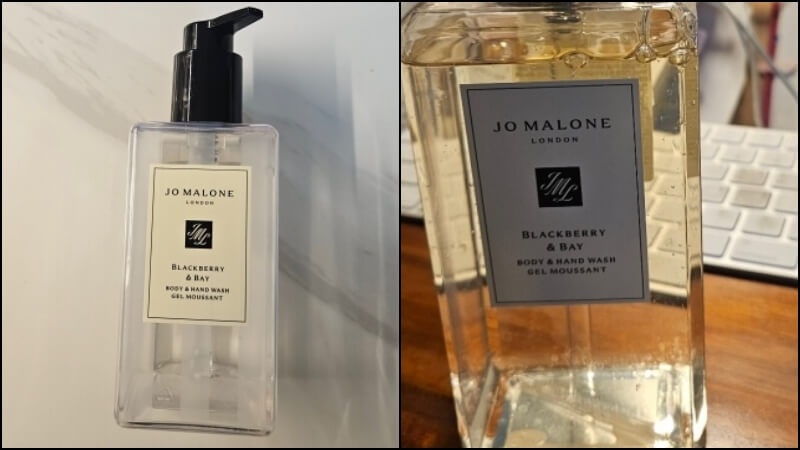 JO MALONE
LONDON
JML
BLACKBERRY
& BAY
BODY & HAND WASH
GEL MOUSSANT
JO MALONE
LONDON
JML
BLACKBERRY
& BAY
BODY & HAND WASH
GEL MOUSSANT